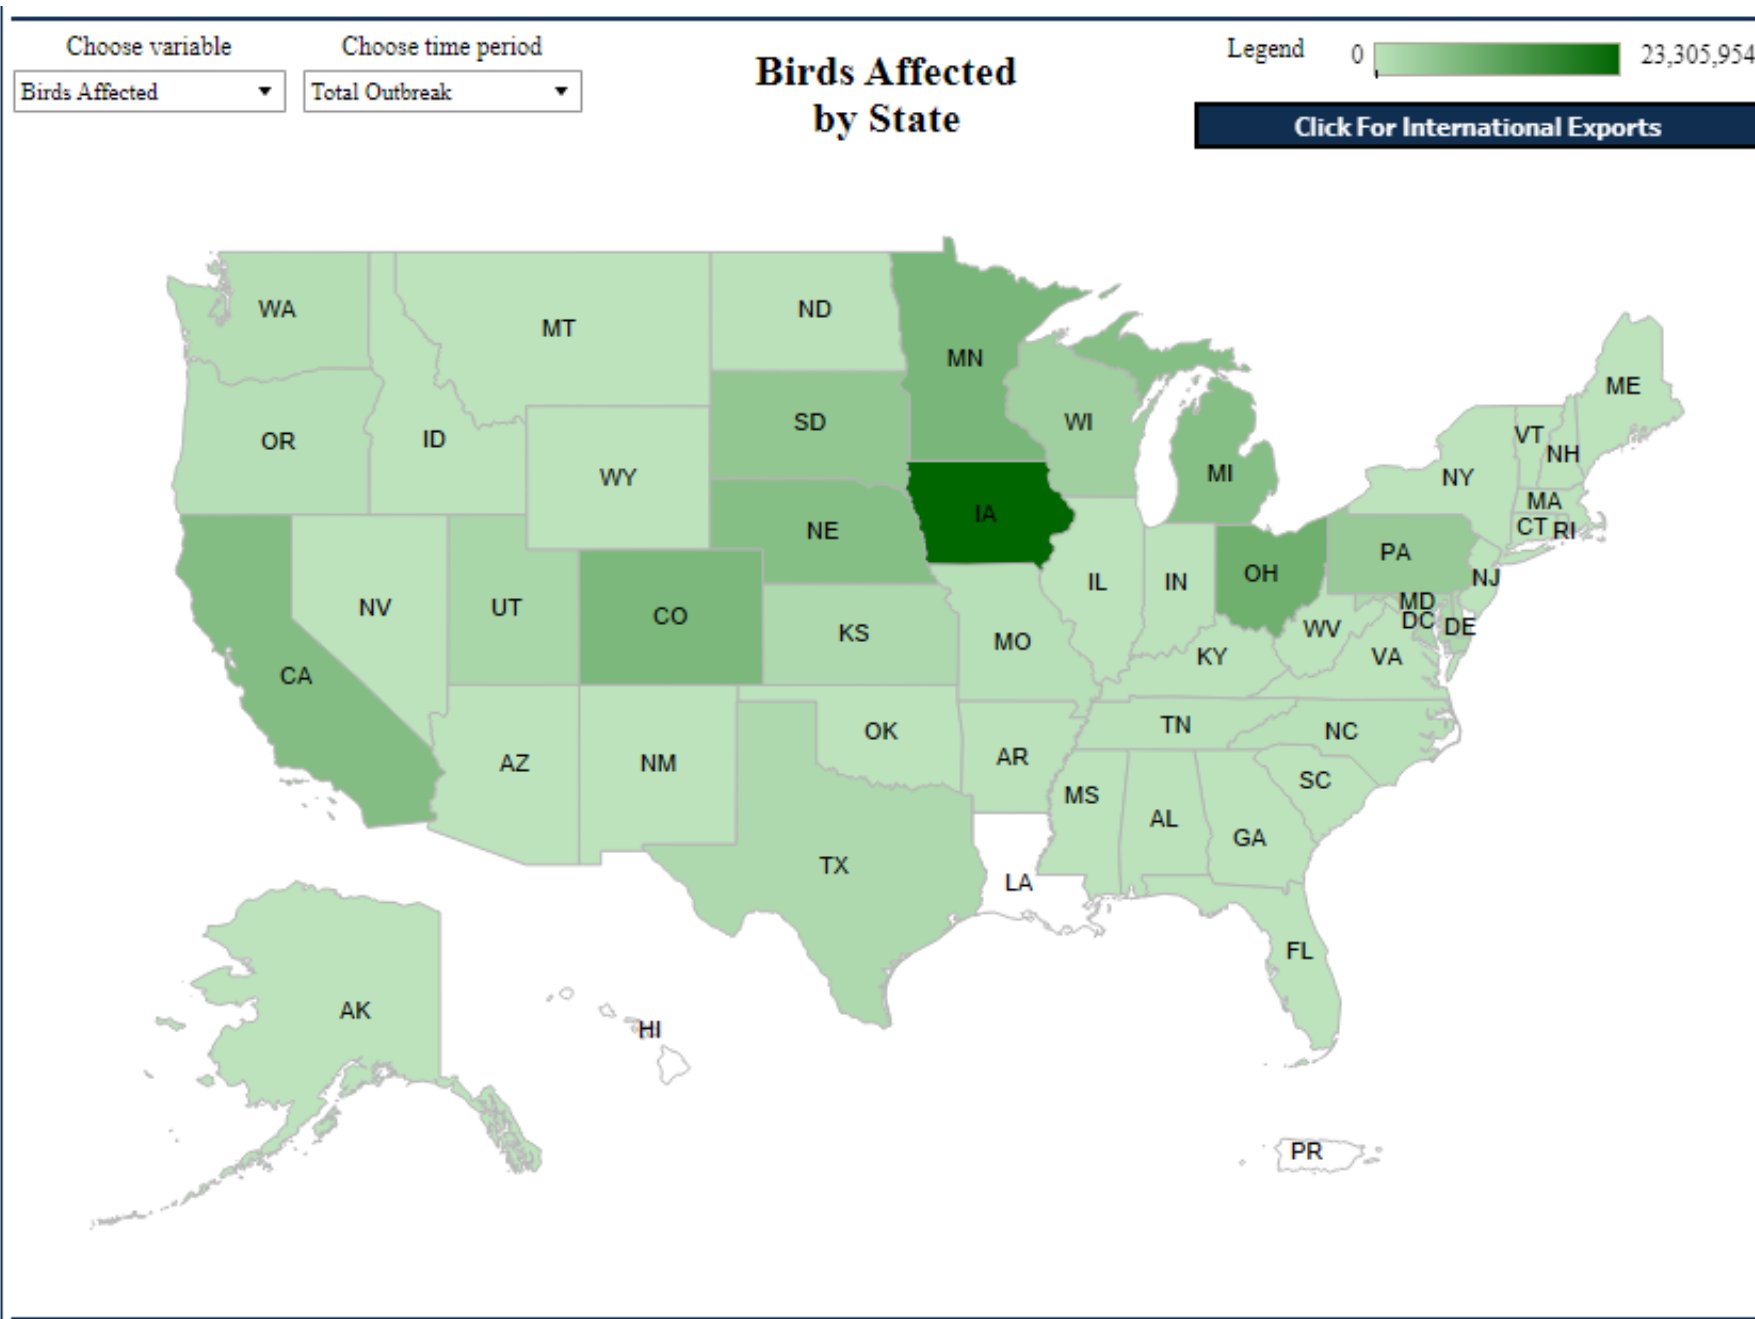 Choose variable
Choose time period
Birds Affected
Total Outbreak
Birds Affected
by State
Legend
0
23,305,954
Click For International Exports
WA
MT
ND
MN
ME
SD
WI
OR
ID
VT
NH
WY
MI
NY
MA
IA
CT
RI
NE
PA
OH
NJ
IL
IN
NV
UT
CO
MD
DC
DE
KS
WV
MO
KY
VA
CA
TN
NC
OK
AZ
NM
AR
SC
MS
AL
GA
TX
LA
FL
AK
HI
PR